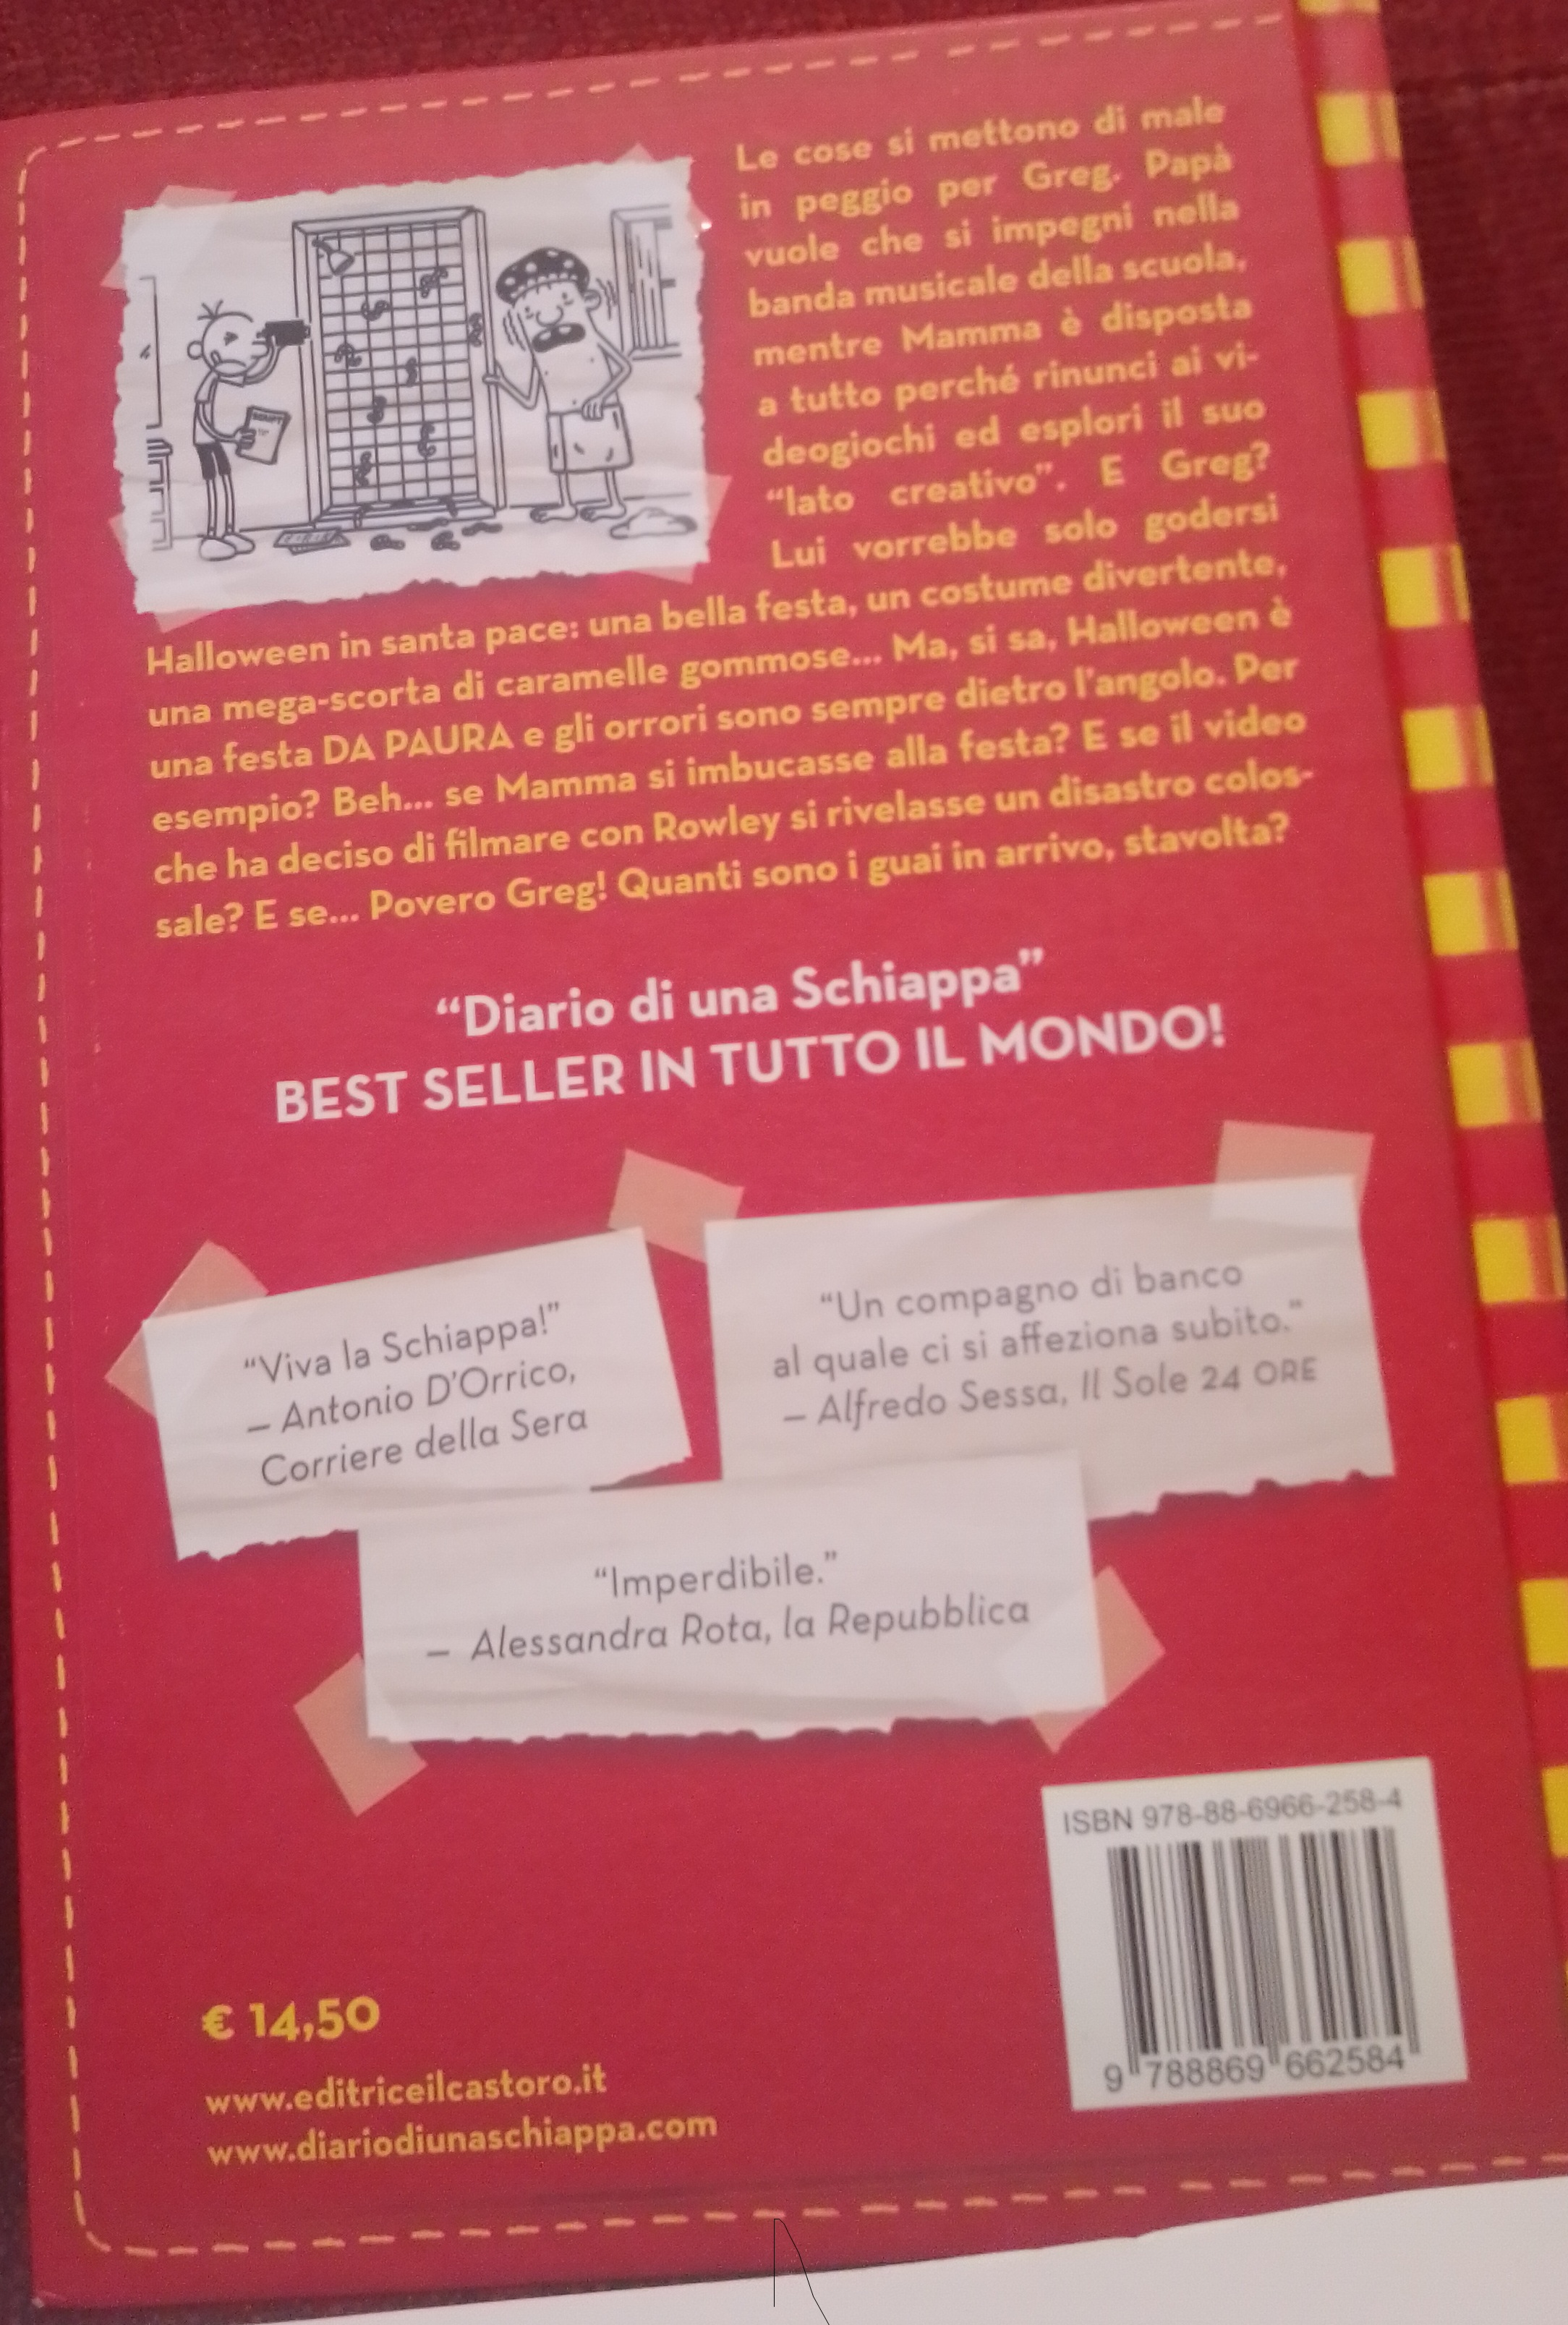 Le cose si mettono di male
in peggio per Greg. Papà
vuole che si impegni nella
banda musicale della scuola,
mentre Mamma è disposta
a tutto perché rinunci ai vi-
deogiochi ed esplori il suo
“lato creativo”. E Greg?
Lui vorrebbe solo godersi
Halloween in santa pace: una bella festa, un costume divertente,
una mega-scorta di caramelle gommose... Ma, si sa, Halloween è
una festa DA PAURA e gli orrori sono sempre dietro l'angolo. Per
esempio? Beh... se Mamma si imbucasse alla festa? E se il video
che ha deciso di filmare con Rowley si rivelasse un disastro colos-
sale? E se... Povero Greg! Quanti sono i guai in arrivo, stavolta?
SCRIPT
“Diario di una Schiappa”
BEST SELLER IN TUTTO IL MONDO!
“Viva la Schiappa!”
– Antonio D'Orrico,
Corriere della Sera
“Un compagno di banco
al quale ci si affeziona subito.”
– Alfredo Sessa, Il Sole 24 ORE
“Imperdibile.”
– Alessandra Rota, la Repubblica
ISBN 978-88-6966-258-4
9 788869 662584
€ 14,50
www.editriceilcastoro.it
www.diariodiunaschiappa.com